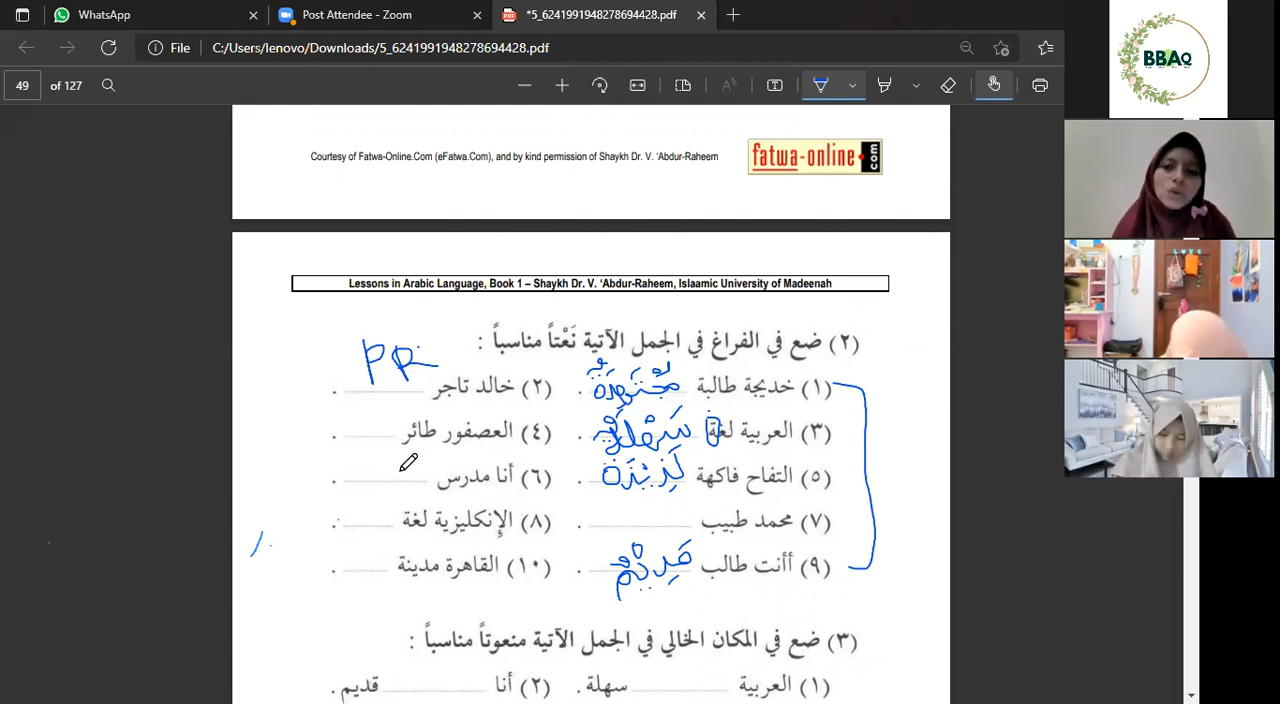 WhatsApp
Post Attendee - Zoom
*5_6241991948278694428.pdf
File C:/Users/lenovo/Downloads/5_6241991948278694428.pdf
BBAQ
49 of 127
Courtesy of Fatwa-Online.Com (eFatwa.Com), and by kind permission of Shaykh Dr. V. ‘Abdur-Raheem
fatwa-online.com
Lessons in Arabic Language, Book 1 – Shaykh Dr. V. ‘Abdur-Raheem, Islaamic University of Madeenah
(٢) ضع في الفراغ في الجمل الآتية نَعْتاً مناسباً :
PR
(١) خديجة طالبة مُجْتَهِدَةٌ . (٢) خالد تاجر ......... .
(٣) العربية لغة سَهْلَةٌ . (٤) العصفور طائر ......... .
(٥) التفاح فاكهة لَذِيْذَةٌ . (٦) أنا مدرس ......... .
(٧) محمد طبيب ......... . (٨) الإنكليزية لغة ......... .
(٩) أأنت طالب قَدِيْمٌ . (١٠) القاهرة مدينة ......... .
(٣) ضع في المكان الخالي في الجمل الآتية منعوتاً مناسباً :
(١) العربية ......... سهلة . (٢) أنا ......... قديم .